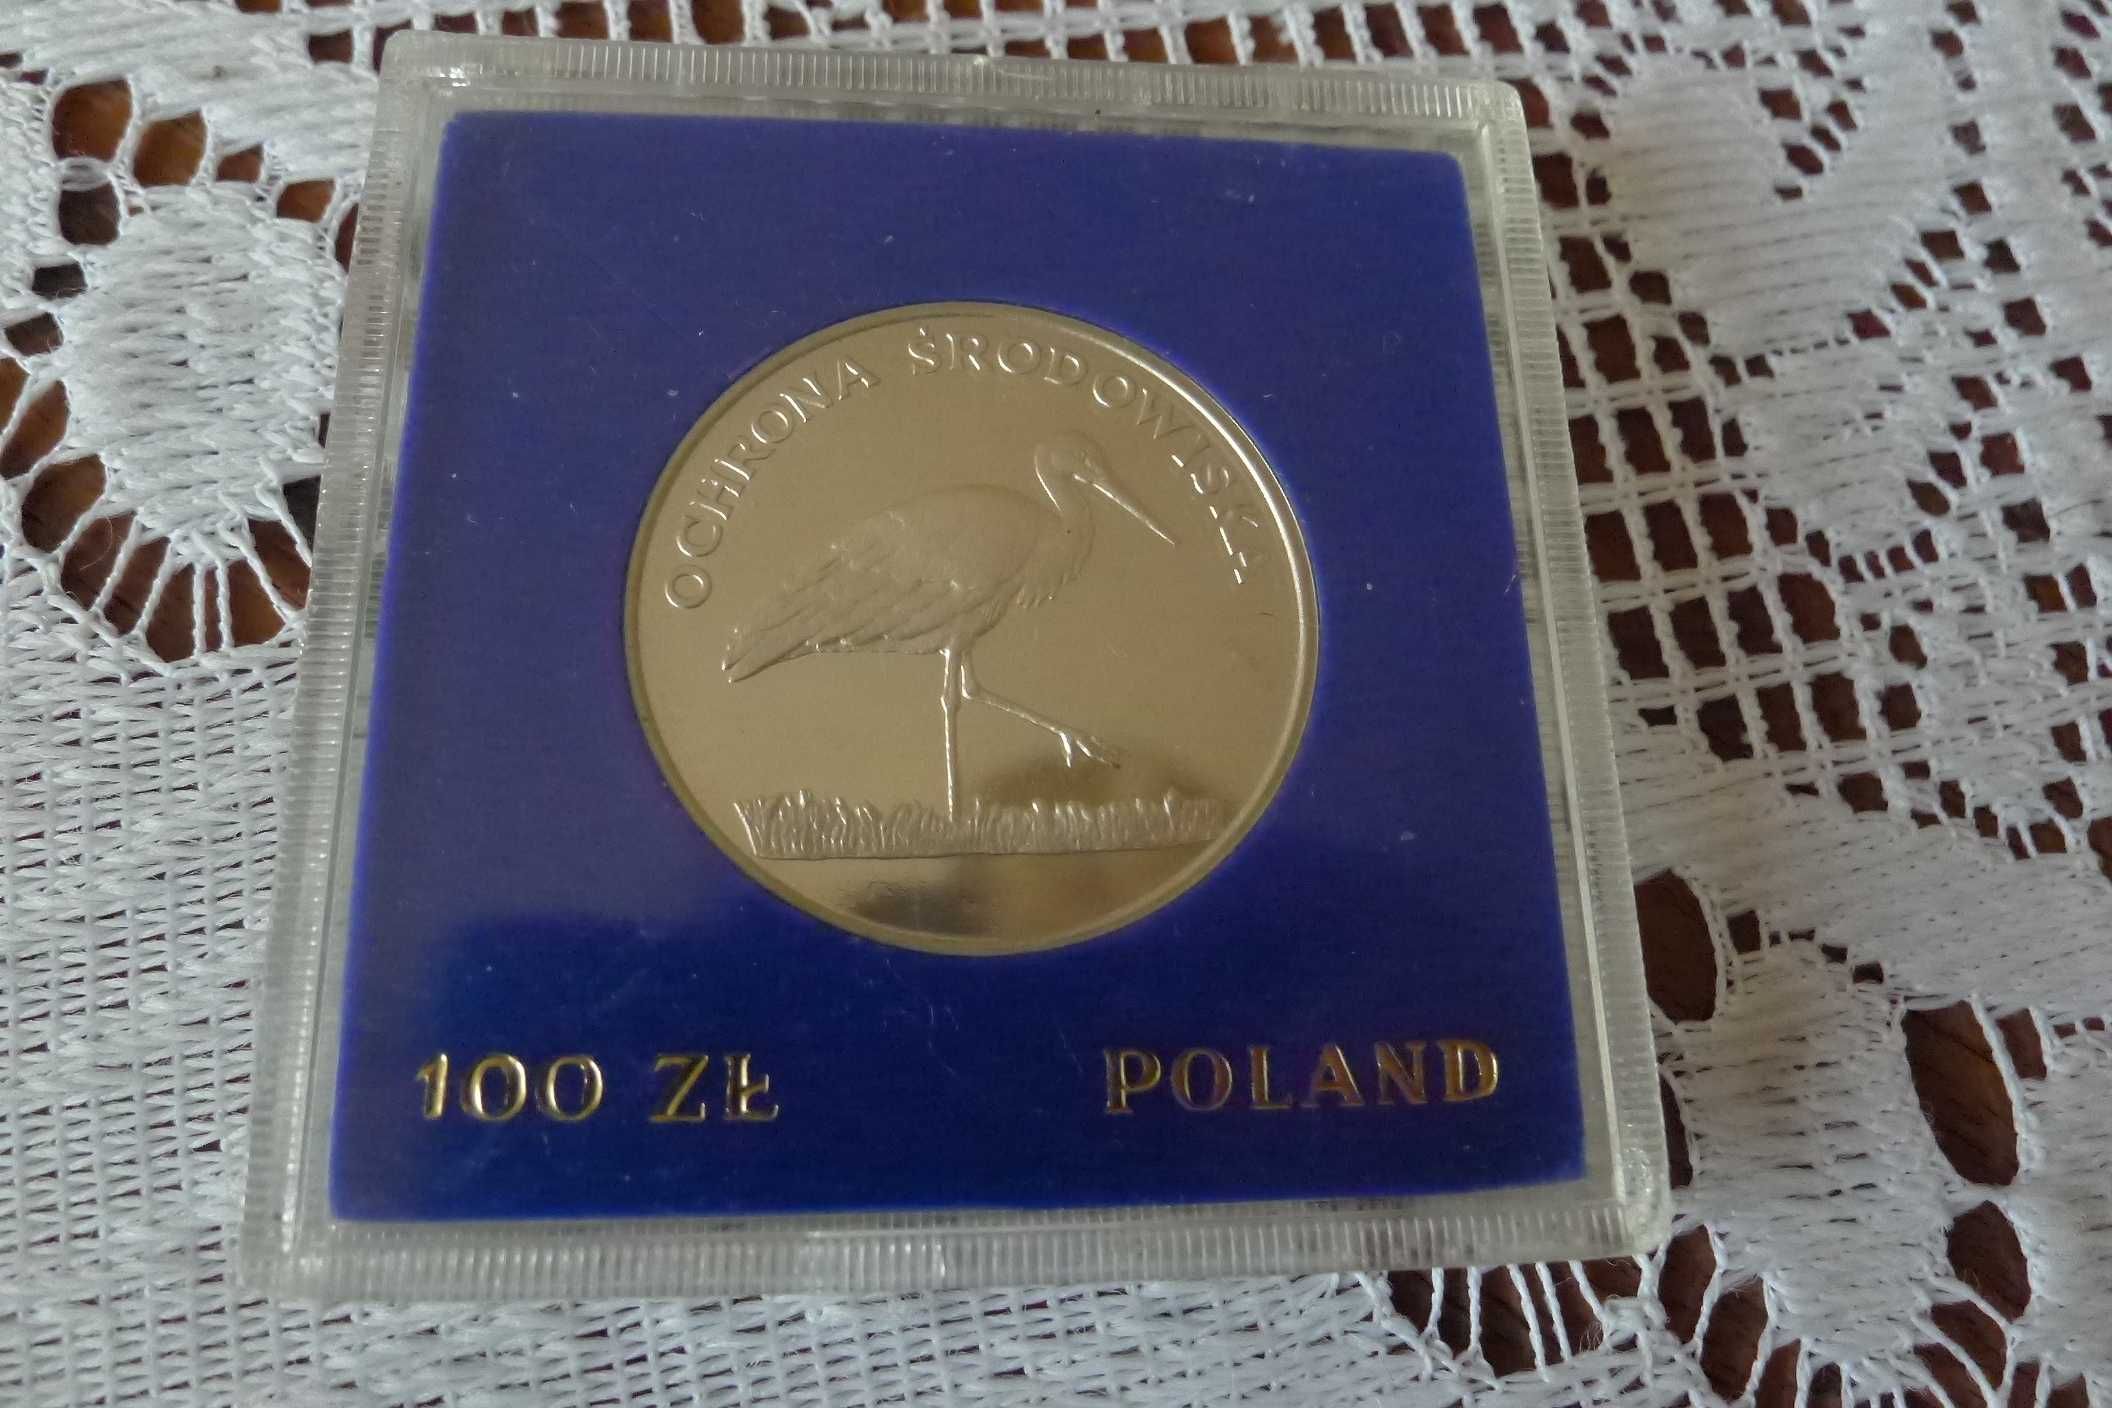 OCHRONA ŚRODOWISKA
100 ZŁ POLAND